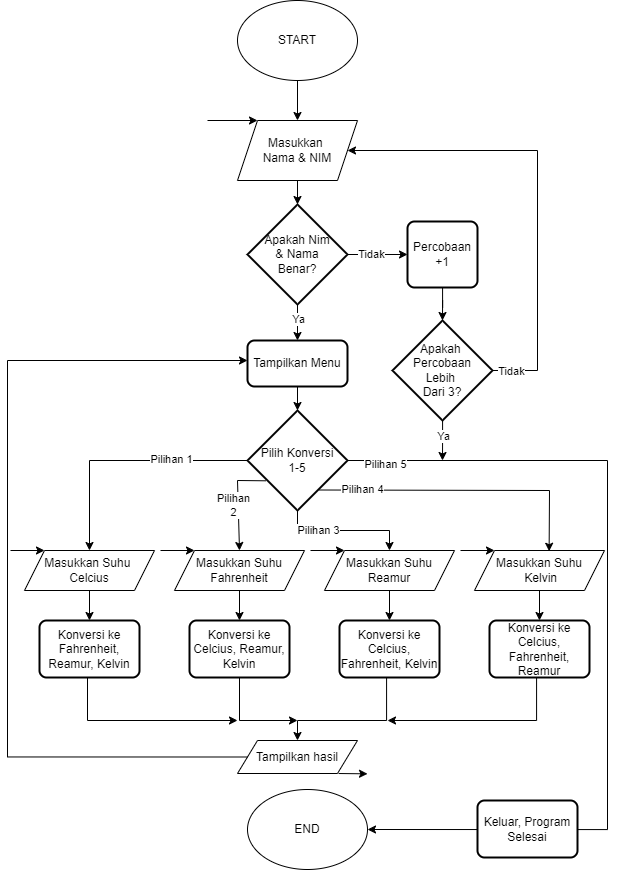 START
Masukkan
Nama & NIM
Apakah Nim
& Nama
Benar?
Tidak
Percobaan
+1
Ya
Apakah
Percobaan
Lebih
Dari 3?
Tidak
Tampilkan Menu
Ya
Pilih Konversi
1-5
Pilihan 1
Pilihan 5
Pilihan
2
Pilihan 4
Pilihan 3
Masukkan Suhu
Celcius
Masukkan Suhu
Fahrenheit
Masukkan Suhu
Reamur
Masukkan Suhu
Kelvin
Konversi ke
Fahrenheit,
Reamur, Kelvin
Konversi ke
Celcius, Reamur,
Kelvin
Konversi ke
Celcius,
Fahrenheit, Kelvin
Konversi ke
Celcius,
Fahrenheit,
Reamur
Tampilkan hasil
Keluar, Program
Selesai
END